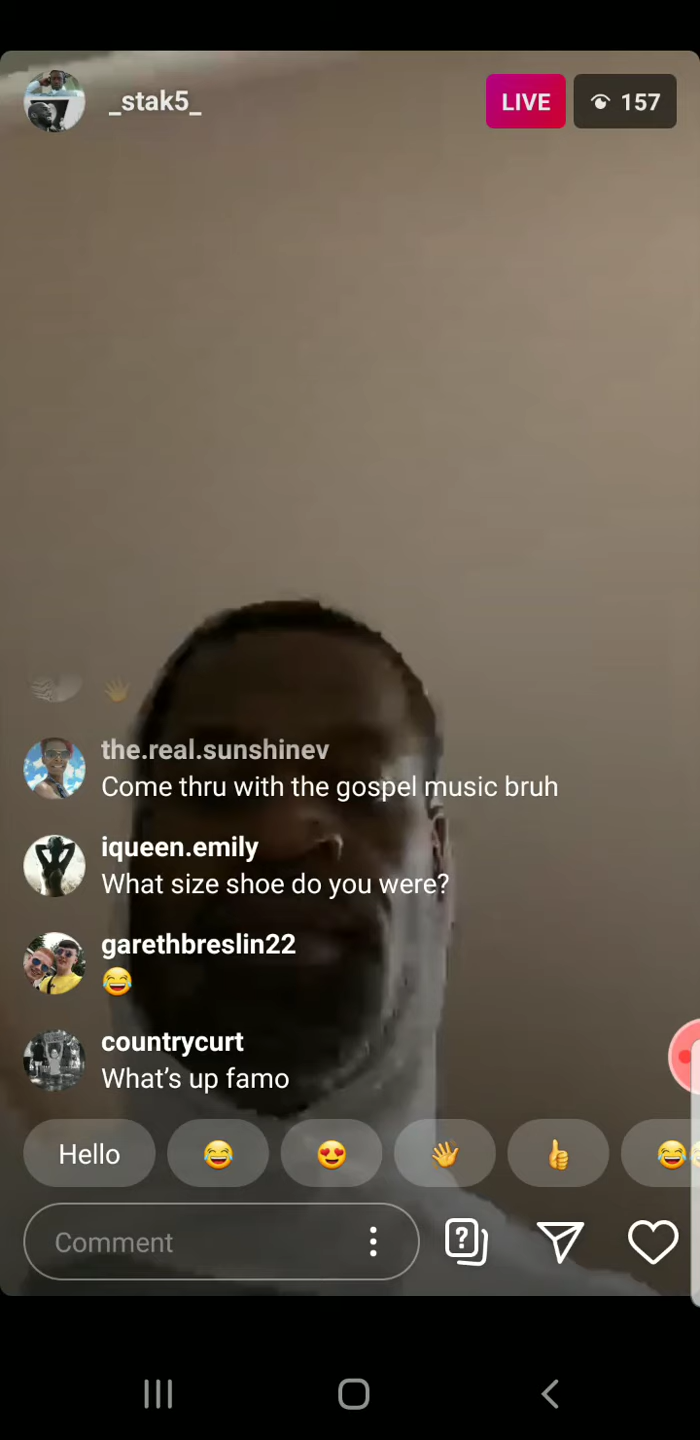 _stak5_
LIVE
157
👋
the.real.sunshinev
Come thru with the gospel music bruh
iqueen.emily
What size shoe do you were?
garethbreslin22
😂
countrycurt
What's up famo
Hello 😂 😍 👋 👍 😂
Comment